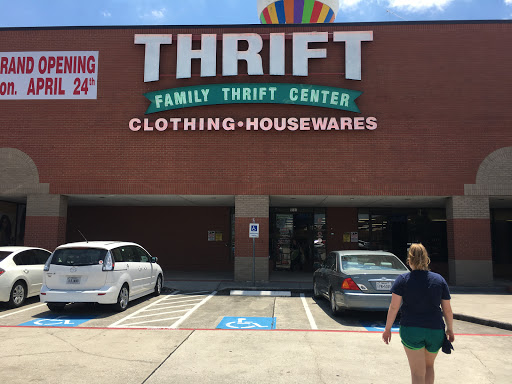 THRIFT
RAND OPENING
on. APRIL 24th
FAMILY THRIFT CENTER
CLOTHING•HOUSEWARES